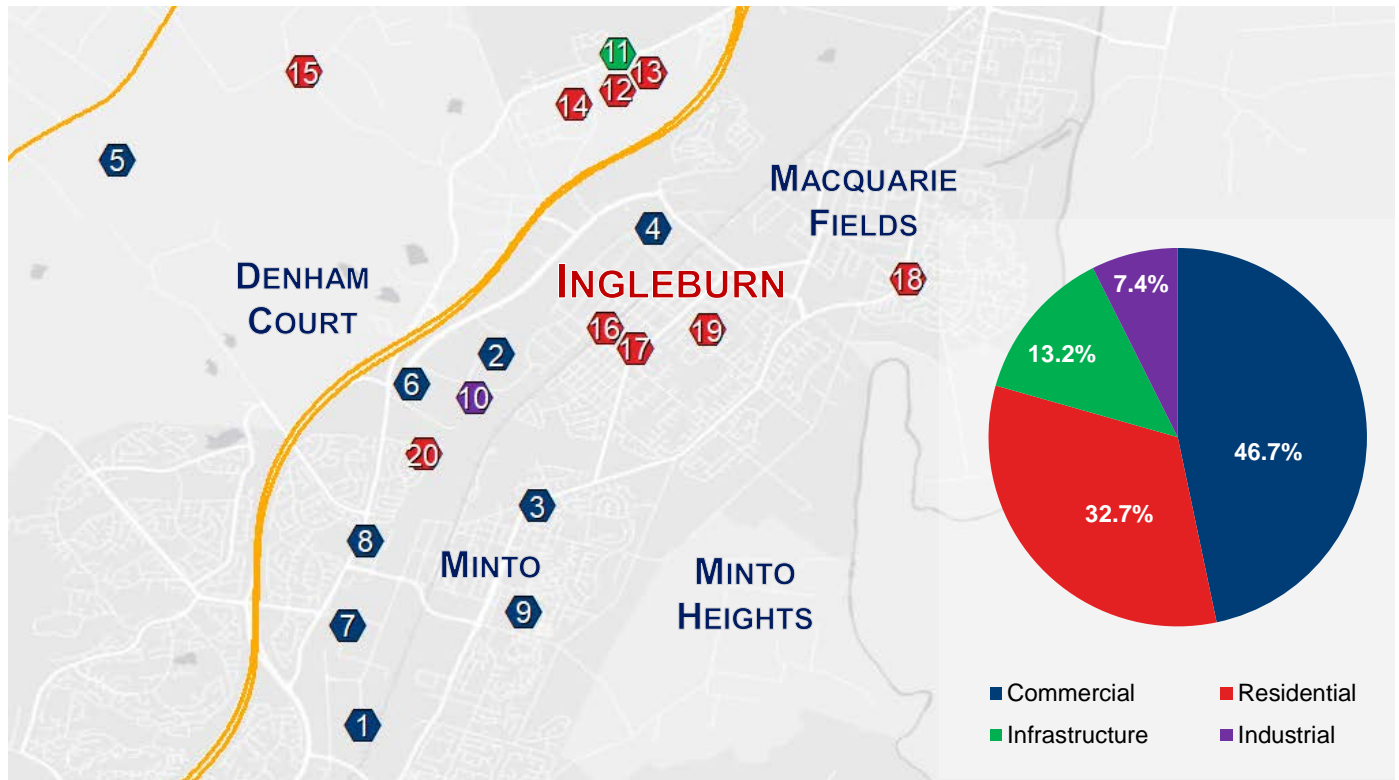 11
15
13
12
14
5
MACQUARIE
FIELDS
4
DENHAM
COURT
INGLEBURN
18
16
19
17
2
6
10
20
3
8
MINTO
MINTO
HEIGHTS
9
7
1
7.4%
13.2%
46.7%
32.7%
Commercial
Residential
Infrastructure
Industrial